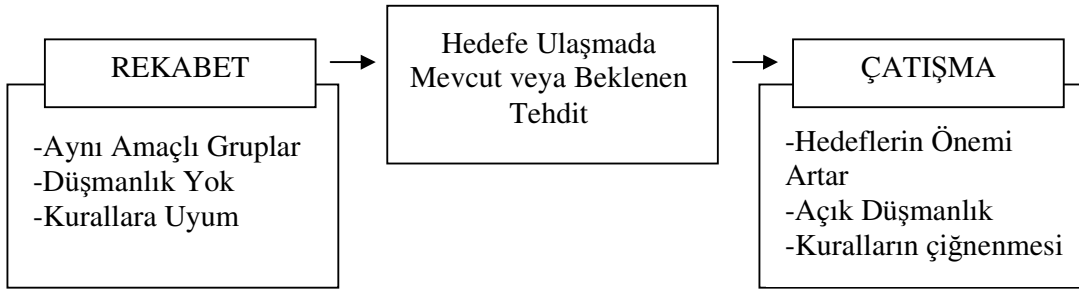 REKABET
-Aynı Amaçlı Gruplar
-Düşmanlık Yok
-Kurallara Uyum
Hedefe Ulaşmada
Mevcut veya Beklenen
Tehdit
ÇATIŞMA
-Hedeflerin Önemi
Artar
-Açık Düşmanlık
-Kuralların çiğnenmesi